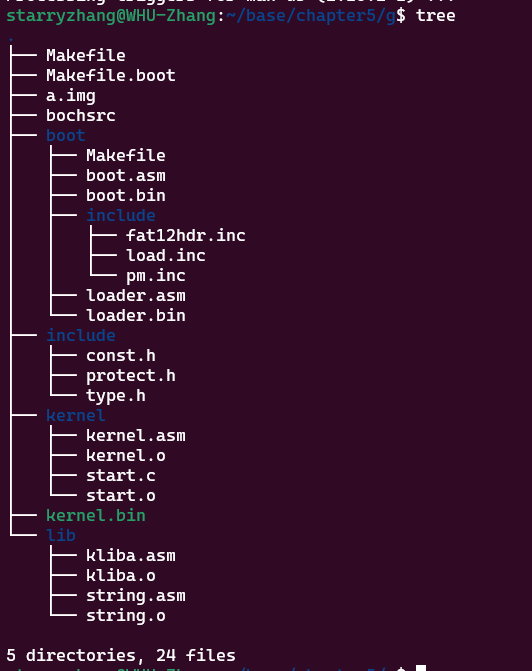 starryzhang@WHU-Zhang:~/base/chapter5/g$ tree
.
├── Makefile
├── Makefile.boot
├── a.img
├── bochsrc
├── boot
│   ├── Makefile
│   ├── boot.asm
│   ├── boot.bin
│   ├── include
│   │   ├── fat12hdr.inc
│   │   ├── load.inc
│   │   └── pm.inc
│   ├── loader.asm
│   └── loader.bin
├── include
│   ├── const.h
│   ├── protect.h
│   └── type.h
├── kernel
│   ├── kernel.asm
│   ├── kernel.o
│   ├── start.c
│   └── start.o
├── kernel.bin
└── lib
    ├── kliba.asm
    ├── kliba.o
    ├── string.asm
    └── string.o
5 directories, 24 files